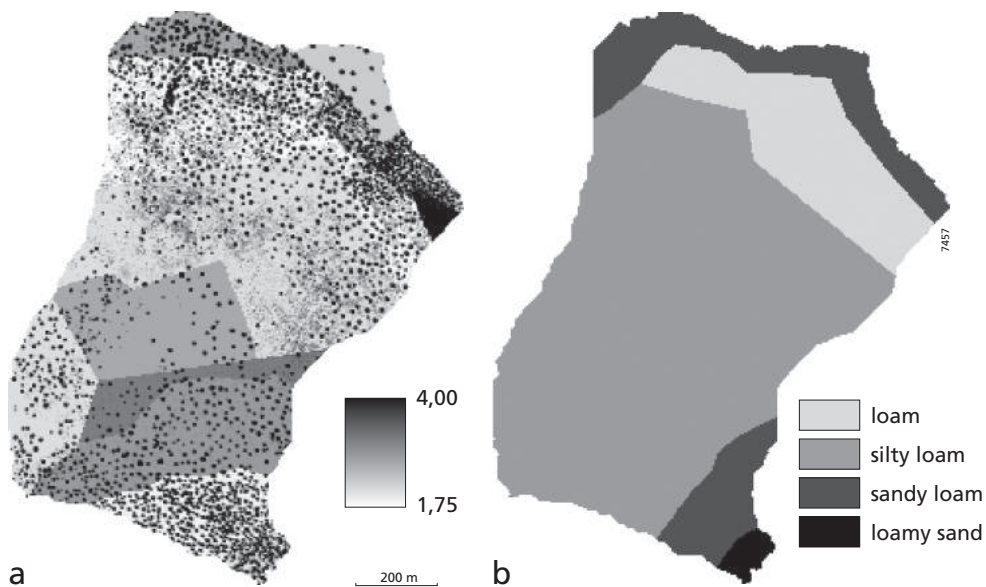 4,00
1,75
a
200 m
b
7457
loam
silty loam
sandy loam
loamy sand